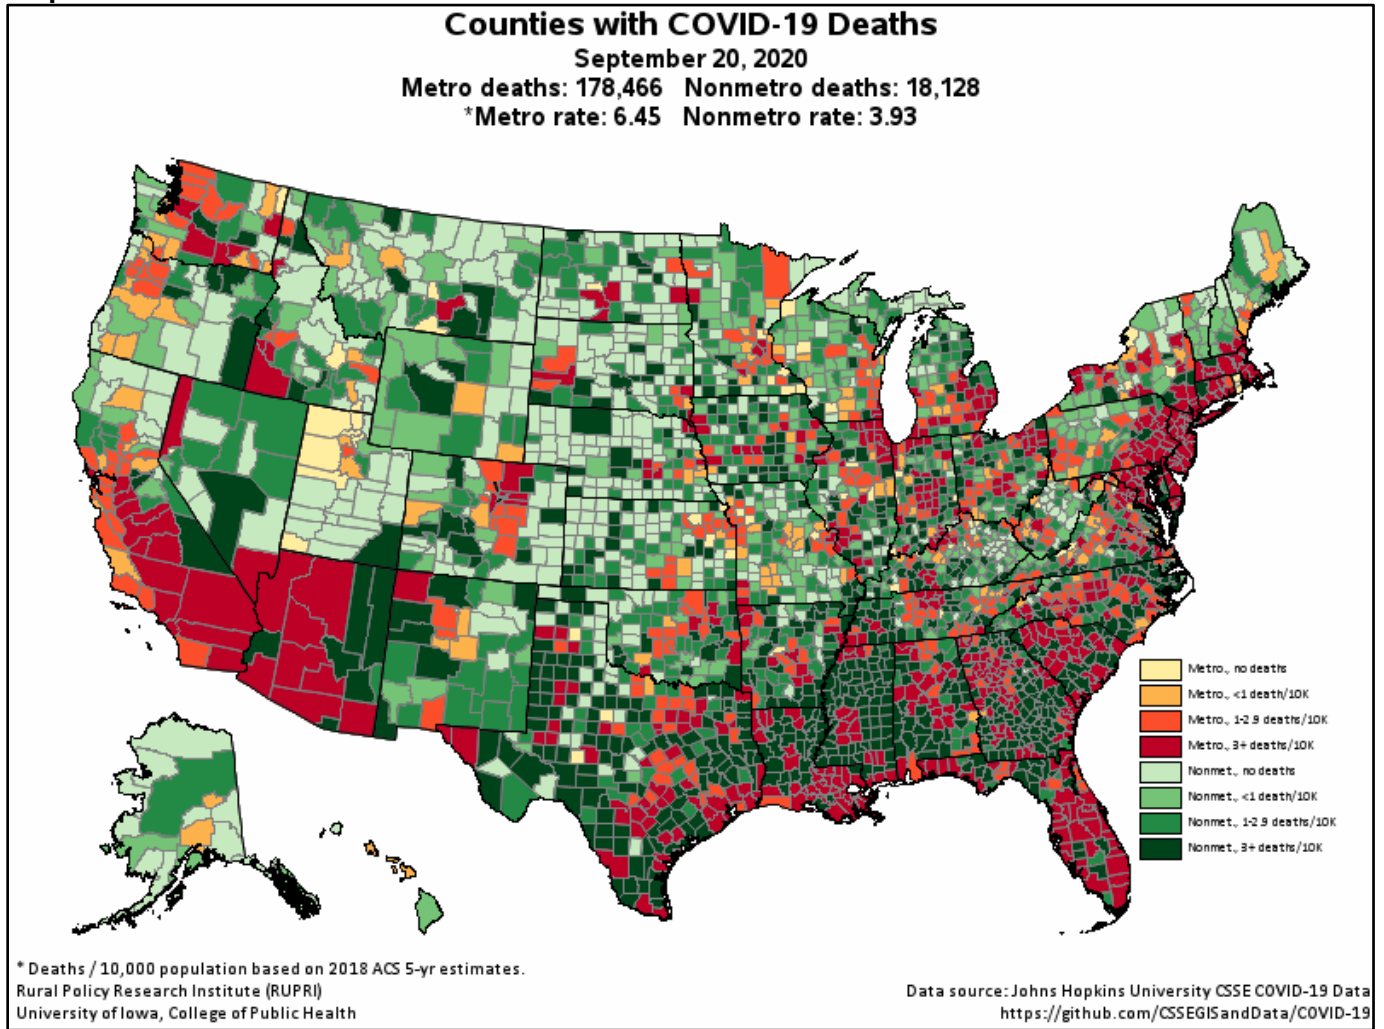 Counties with COVID-19 Deaths
September 20, 2020
Metro deaths: 178,466   Nonmetro deaths: 18,128
*Metro rate: 6.45   Nonmetro rate: 3.93
Metro., no deaths
Metro., <1 death/10K
Metro., 1-2.9 deaths/10K
Metro., 3+ deaths/10K
Nonmet., no deaths
Nonmet., <1 death/10K
Nonmet., 1-2.9 deaths/10K
Nonmet., 3+ deaths/10K
* Deaths / 10,000 population based on 2018 ACS 5-yr estimates.
Rural Policy Research Institute (RUPRI)
University of Iowa, College of Public Health
Data source: Johns Hopkins University CSSE COVID-19 Data
https://github.com/CSSEGISandData/COVID-19